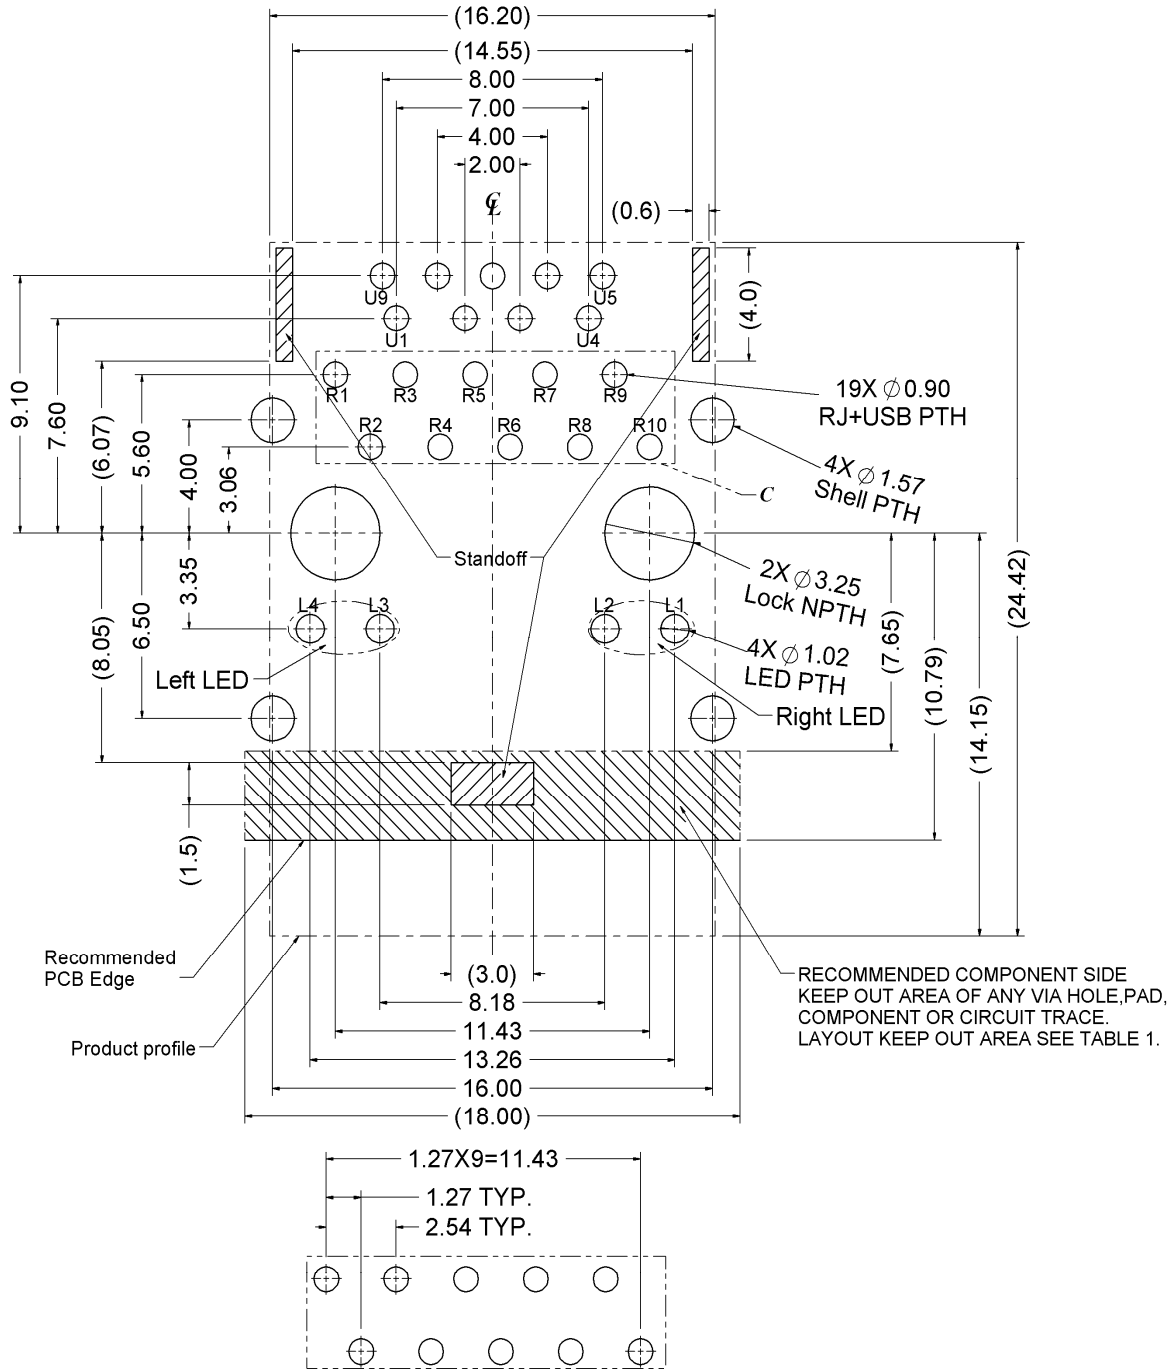 (16.20)
(14.55)
8.00
7.00
4.00
2.00
℄
(0.6)
U9
U5
U1
U4
(4.0)
9.10
7.60
(6.07)
5.60
4.00
3.06
R1
R3
R5
R7
R9
R2
R4
R6
R8
R10
19X ∅0.90
RJ+USB PTH
4X ∅1.57
Shell PTH
C
Standoff
2X ∅3.25
Lock NPTH
3.35
6.50
(8.05)
L4
L3
L2
L1
4X ∅1.02
LED PTH
Left LED
Right LED
(7.65)
(10.79)
(14.15)
(24.42)
(1.5)
Recommended
PCB Edge
Product profile
(3.0)
8.18
11.43
13.26
16.00
(18.00)
RECOMMENDED COMPONENT SIDE
KEEP OUT AREA OF ANY VIA HOLE,PAD,
COMPONENT OR CIRCUIT TRACE.
LAYOUT KEEP OUT AREA SEE TABLE 1.
1.27X9=11.43
1.27 TYP.
2.54 TYP.